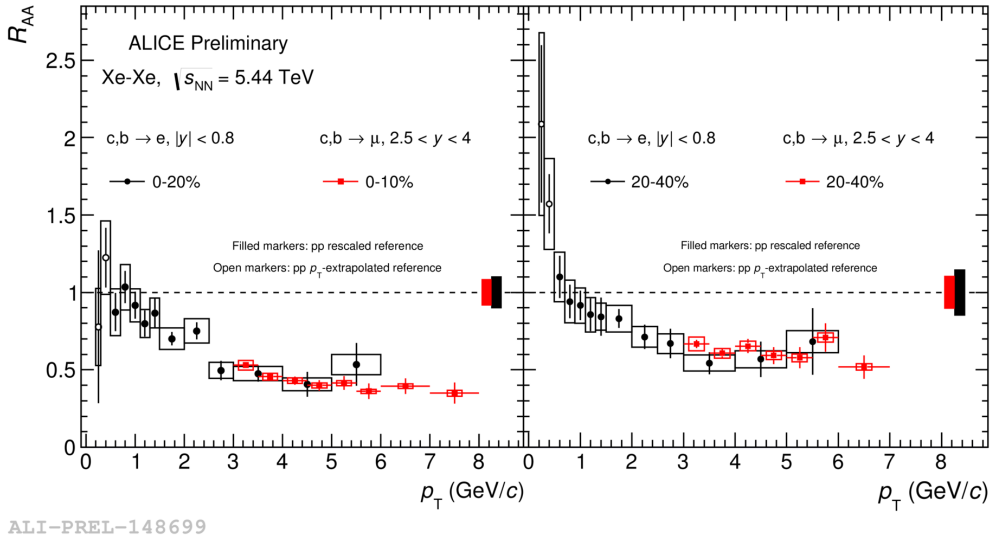 R_AA
ALICE Preliminary
Xe-Xe, √s_NN = 5.44 TeV
c,b → e, |y| < 0.8
c,b → μ, 2.5 < y < 4
0-20%
0-10%
Filled markers: pp rescaled reference
Open markers: pp p_T-extrapolated reference
c,b → e, |y| < 0.8
c,b → μ, 2.5 < y < 4
20-40%
20-40%
Filled markers: pp rescaled reference
Open markers: pp p_T-extrapolated reference
2.5
2
1.5
1
0.5
0
0 1 2 3 4 5 6 7 8
0 1 2 3 4 5 6 7 8
p_T (GeV/c)
p_T (GeV/c)
ALI-PREL-148699